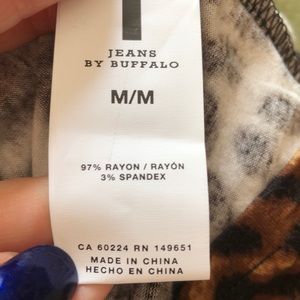 JEANS
BY BUFFALO
M/M
97% RAYON / RAYÓN
3% SPANDEX
CA 60224 RN 149651
MADE IN CHINA
HECHO EN CHINA